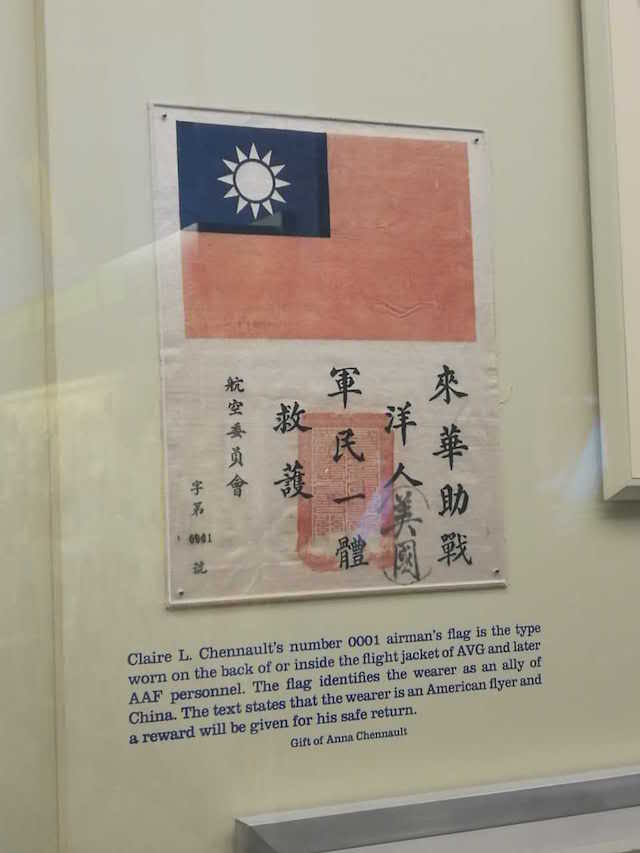 來華助戰
洋人美國
軍民一體
救護
航空委員會
字第
0001
號
Claire L. Chennault's number 0001 airman's flag is the type
worn on the back of or inside the flight jacket of AVG and later
AAF personnel. The flag identifies the wearer as an ally of
China. The text states that the wearer is an American flyer and
a reward will be given for his safe return.
Gift of Anna Chennault